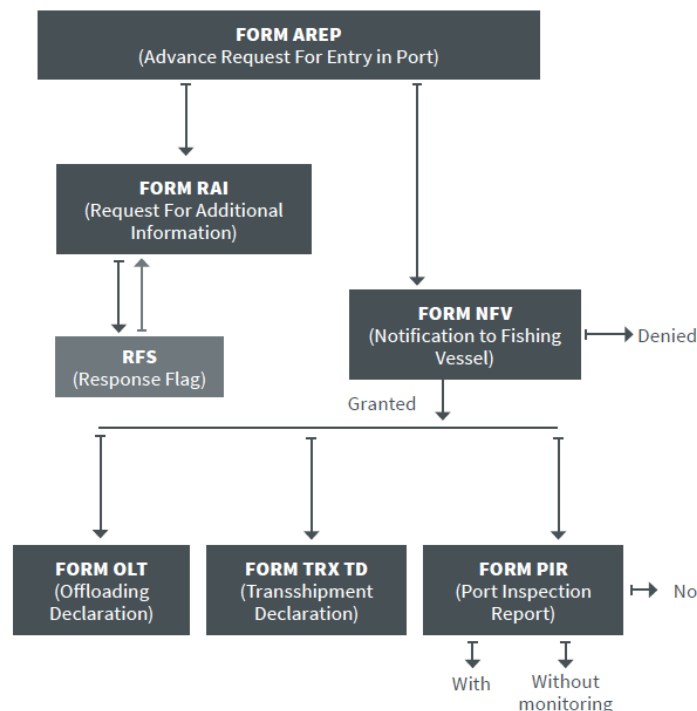 FORM AREP
(Advance Request For Entry in Port)
FORM RAI
(Request For Additional
Information)
FORM NFV
(Notification to Fishing
Vessel)
Denied
RFS
(Response Flag)
Granted
FORM OLT
(Offloading
Declaration)
FORM TRX TD
(Transshipment
Declaration)
FORM PIR
(Port Inspection
Report)
No
With
Without
monitoring